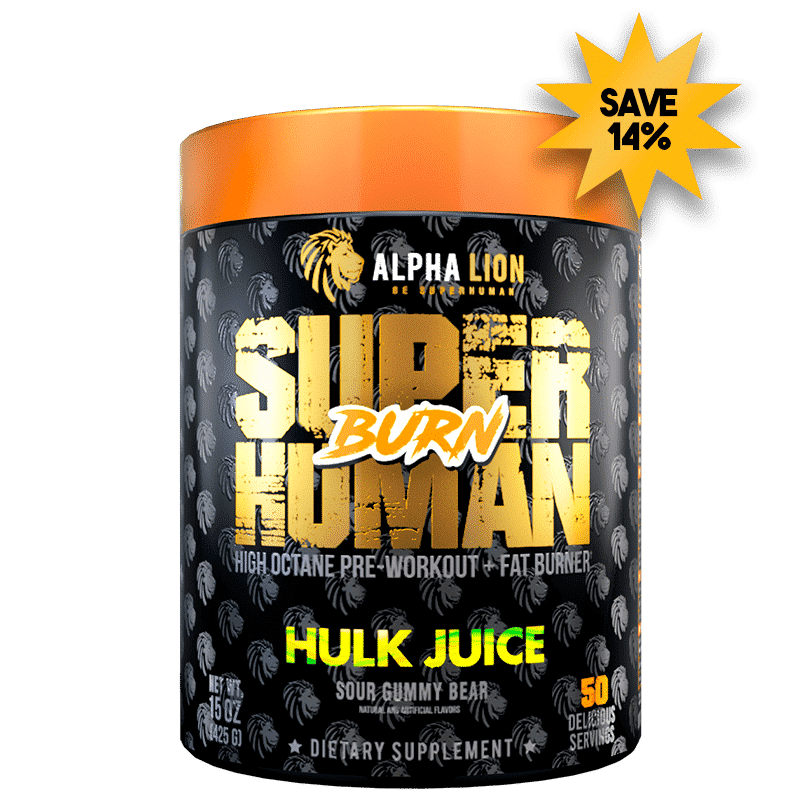 SAVE
14%
ALPHA LION
BE SUPERHUMAN
SUPER
BURN
HUMAN
HIGH OCTANE PRE-WORKOUT + FAT BURNER
HULK JUICE
SOUR GUMMY BEAR
NATURAL AND ARTIFICIAL FLAVORS
NET WT.
15 OZ
(425 G)
50
DELICIOUS
SERVINGS
★ DIETARY SUPPLEMENT ★